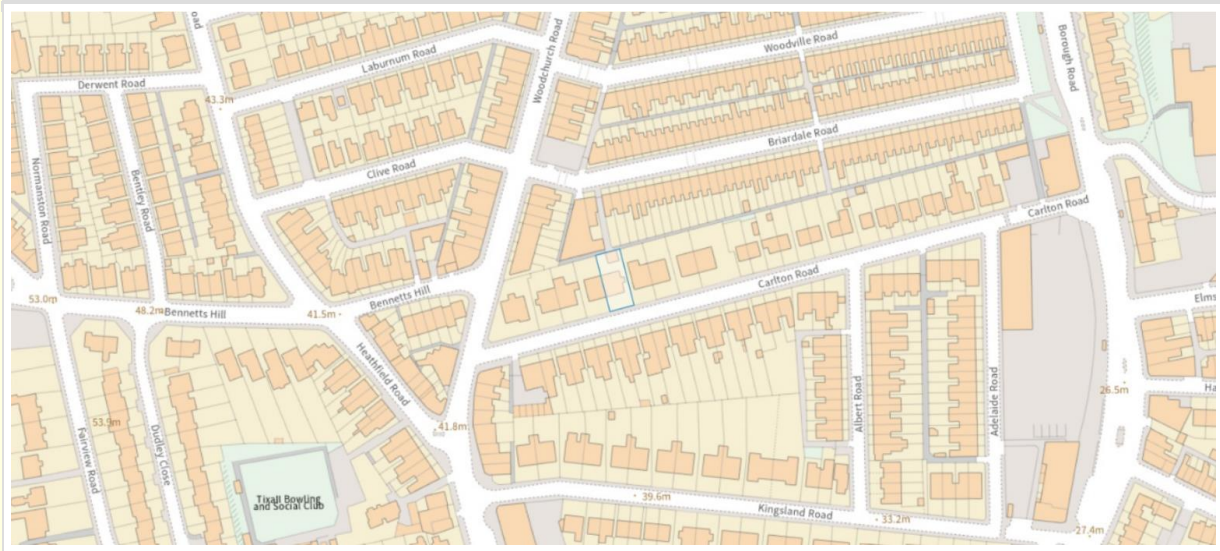 Road
Woodville Road
Laburnum Road
Woodchurch Road
Borough Road
Derwent Road
43.3m
Briardale Road
Normanston Road
Bentley Road
Clive Road
Carlton Road
Carlton Road
53.0m
48.2m
Bennetts Hill
41.5m
Bennetts Hill
Elms
Heathfield Road
Fairview Road
53.9m
Dudley Close
41.8m
Albert Road
Adelaide Road
26.5m
Ha
Tixall Bowling
and Social Club
39.6m
Kingsland Road
33.2m
27.4m